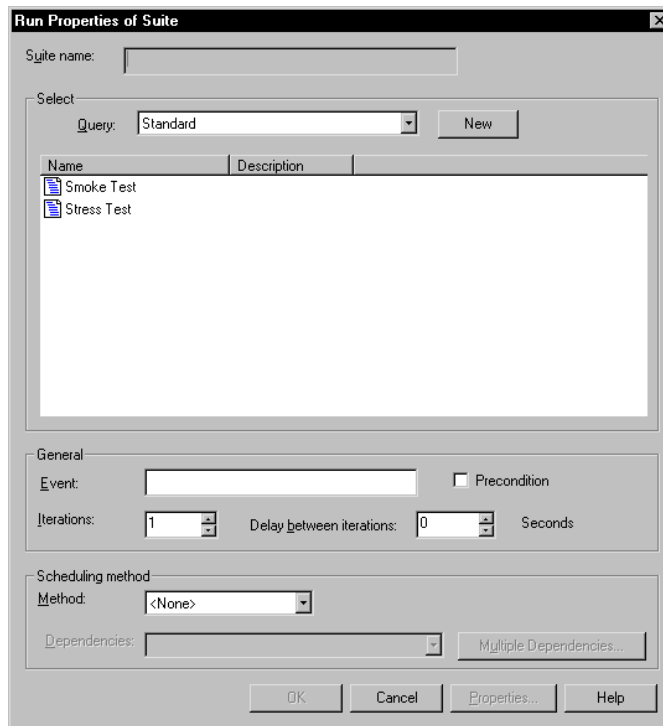 Run Properties of Suite
Suite name:
Select
Query: Standard New
Name Description
Smoke Test
Stress Test
General
Event: Precondition
Iterations: 1 Delay between iterations: 0 Seconds
Scheduling method
Method: <None>
Dependencies: Multiple Dependencies...
OK Cancel Properties... Help